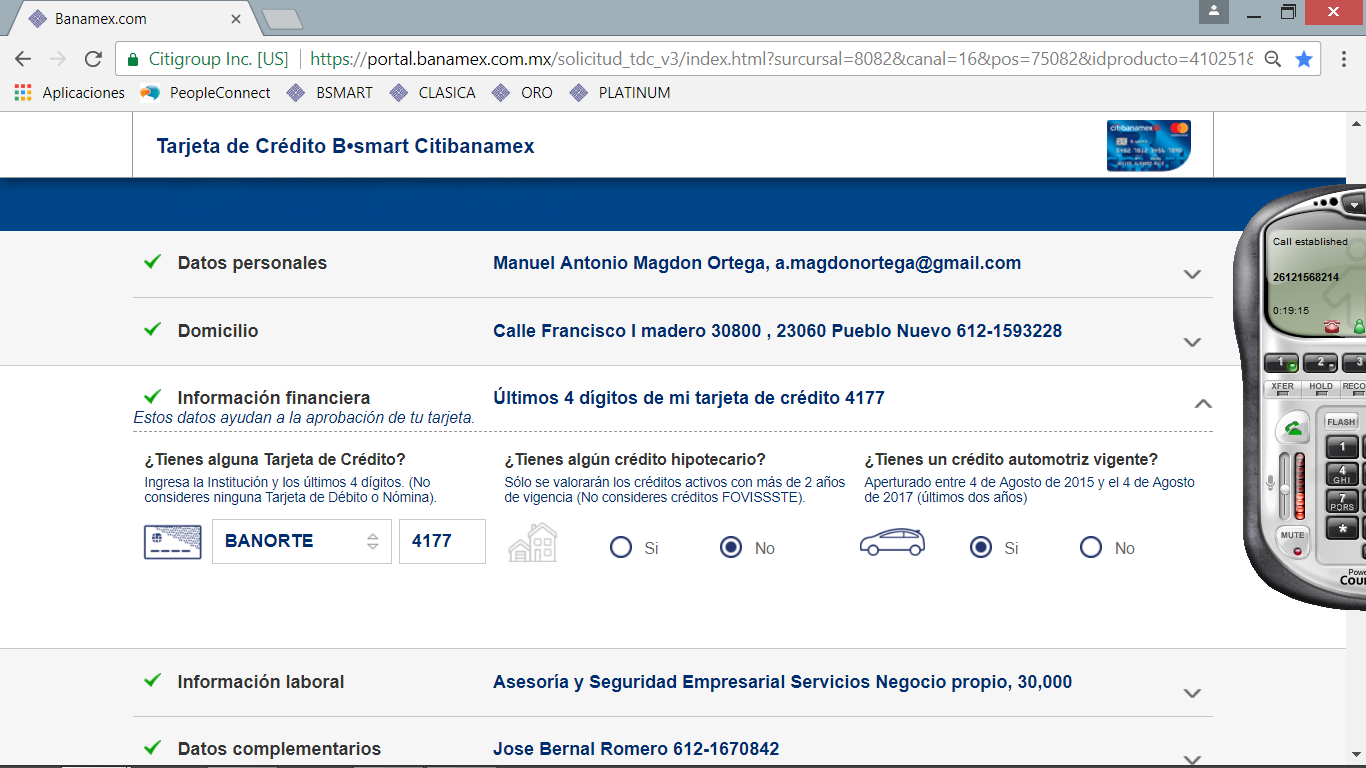 Banamex.com
Citigroup Inc. [US] https://portal.banamex.com.mx/solicitud_tdc_v3/index.html?sursursal=8082&canal=16&pos=75082&idproducto=4102518
Aplicaciones PeopleConnect BSMART CLASICA ORO PLATINUM
Tarjeta de Crédito B•smart Citibanamex
citibanamex
Datos personales Manuel Antonio Magdon Ortega, a.magdonortega@gmail.com
Domicilio Calle Francisco I madero 30800 , 23060 Pueblo Nuevo 612-1593228
Información financiera Últimos 4 dígitos de mi tarjeta de crédito 4177
Estos datos ayudan a la aprobación de tu tarjeta.
¿Tienes alguna Tarjeta de Crédito?
Ingresa la Institución y los últimos 4 dígitos. (No
consideres ninguna Tarjeta de Débito o Nómina).
BANORTE 4177
¿Tienes algún crédito hipotecario?
Sólo se valorarán los créditos activos con más de 2 años
de vigencia (No consideres créditos FOVISSSTE).
Si No
¿Tienes un crédito automotriz vigente?
Aperturado entre 4 de Agosto de 2015 y el 4 de Agosto
de 2017 (últimos dos años)
Si No
Información laboral Asesoría y Seguridad Empresarial Servicios Negocio propio, 30,000
Datos complementarios Jose Bernal Romero 612-1670842
Call established
26121568214
0:19:15
1 2 3
XFER HOLD RECO
FLASH
1
4
GHI
7
PQRS
*
MUTE
Powe
Coun